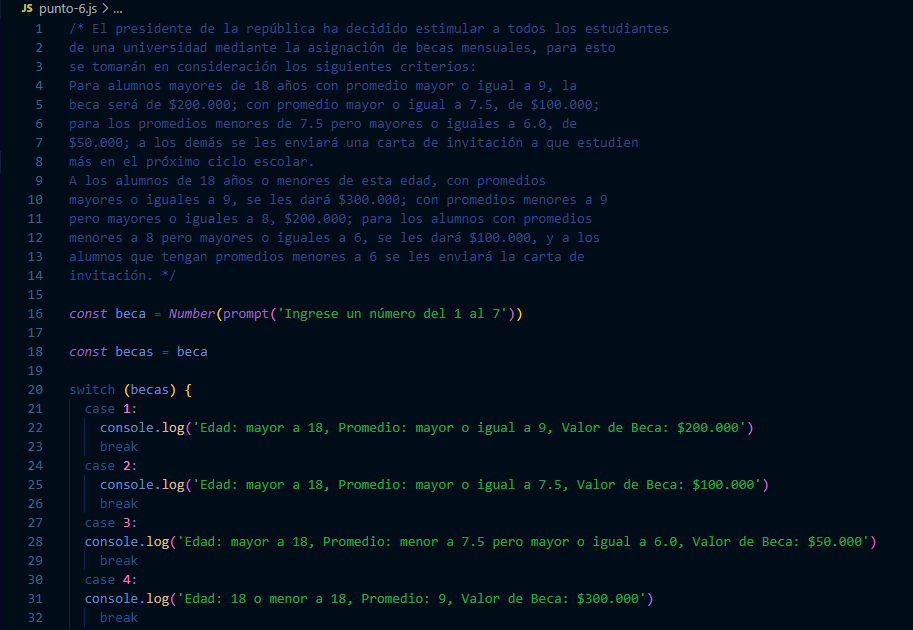 JS punto-6.js > ...
1 /* El presidente de la república ha decidido estimular a todos los estudiantes
2 de una universidad mediante la asignación de becas mensuales, para esto
3 se tomarán en consideración los siguientes criterios:
4 Para alumnos mayores de 18 años con promedio mayor o igual a 9, la
5 beca será de $200.000; con promedio mayor o igual a 7.5, de $100.000;
6 para los promedios menores de 7.5 pero mayores o iguales a 6.0, de
7 $50.000; a los demás se les enviará una carta de invitación a que estudien
8 más en el próximo ciclo escolar.
9 A los alumnos de 18 años o menores de esta edad, con promedios
10 mayores o iguales a 9, se les dará $300.000; con promedios menores a 9
11 pero mayores o iguales a 8, $200.000; para los alumnos con promedios
12 menores a 8 pero mayores o iguales a 6, se les dará $100.000, y a los
13 alumnos que tengan promedios menores a 6 se les enviará la carta de
14 invitación. */
15
16 const beca = Number(prompt('Ingrese un número del 1 al 7'))
17
18 const becas = beca
19
20 switch (becas) {
21 case 1:
22 console.log('Edad: mayor a 18, Promedio: mayor o igual a 9, Valor de Beca: $200.000')
23 break
24 case 2:
25 console.log('Edad: mayor a 18, Promedio: mayor o igual a 7.5, Valor de Beca: $100.000')
26 break
27 case 3:
28 console.log('Edad: mayor a 18, Promedio: menor a 7.5 pero mayor o igual a 6.0, Valor de Beca: $50.000')
29 break
30 case 4:
31 console.log('Edad: 18 o menor a 18, Promedio: 9, Valor de Beca: $300.000')
32 break